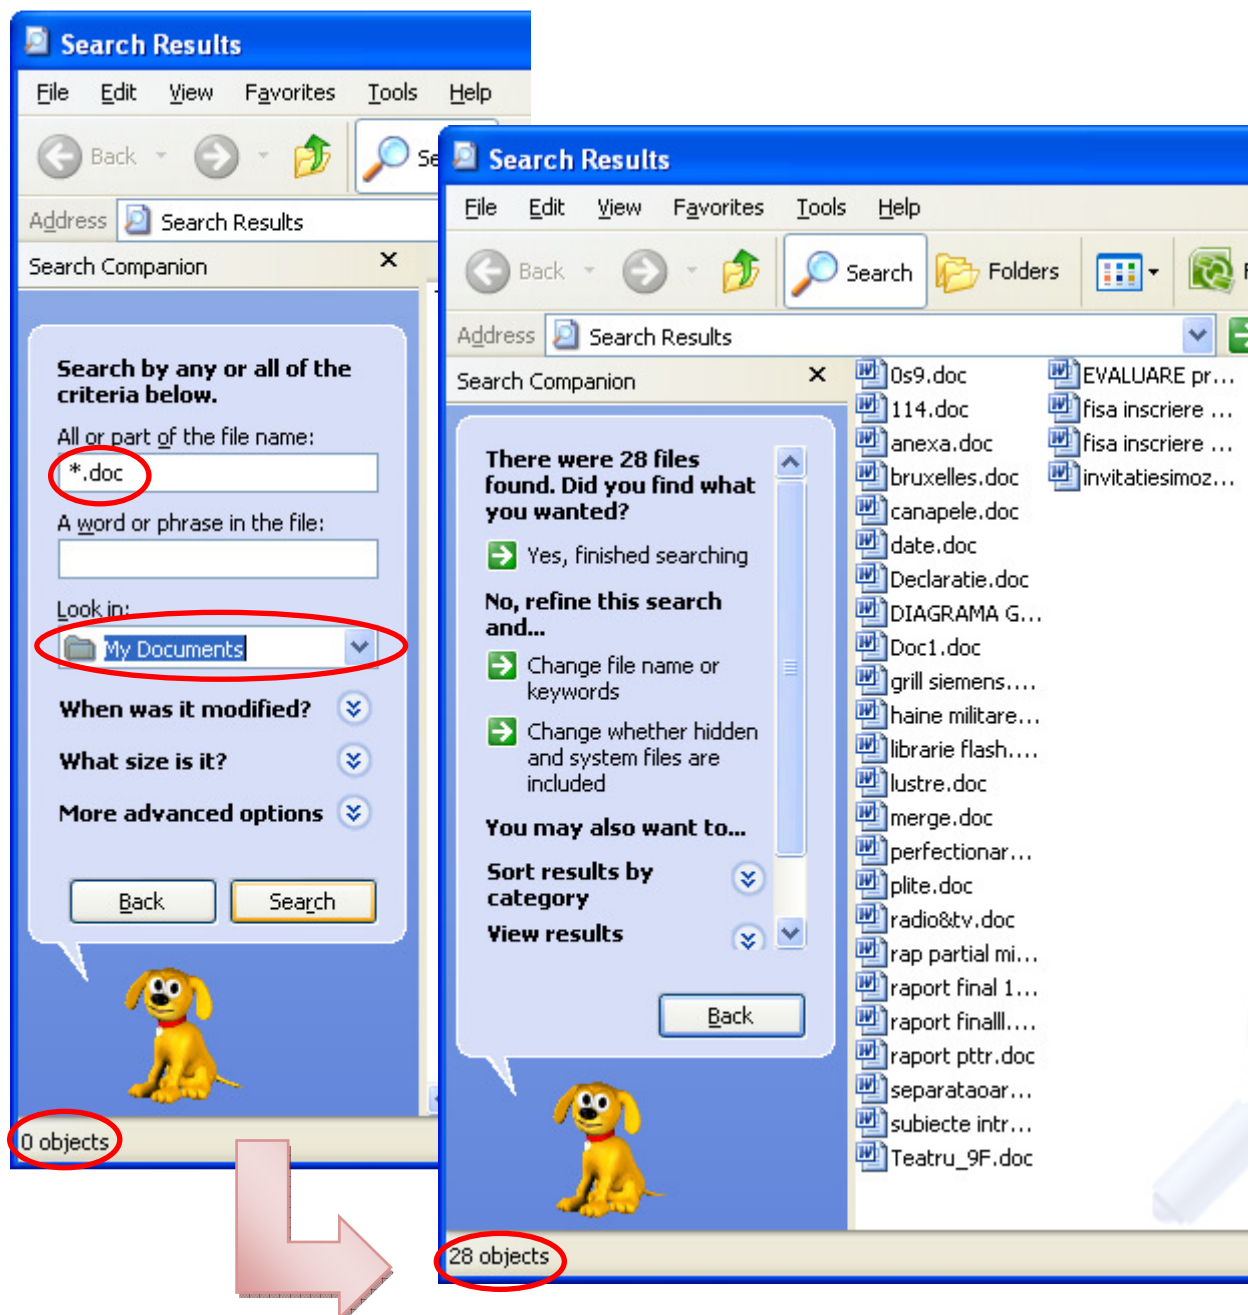 Search Results
File Edit View Favorites Tools Help
Back
Address Search Results
Search Companion
Search by any or all of the
criteria below.
All or part of the file name:
*.doc
A word or phrase in the file:
Look in:
My Documents
When was it modified?
What size is it?
More advanced options
Back Search
0 objects
Search Results
File Edit View Favorites Tools Help
Back Search Folders
Address Search Results
Search Companion
There were 28 files
found. Did you find what
you wanted?
Yes, finished searching
No, refine this search
and...
Change file name or
keywords
Change whether hidden
and system files are
included
You may also want to...
Sort results by
category
View results
Back
0s9.doc
114.doc
anexa.doc
bruxelles.doc
canapele.doc
date.doc
Declaratie.doc
DIAGRAMA G...
Doc1.doc
grill siemens....
haine militare...
librarie flash....
lustre.doc
merge.doc
perfectionar...
plite.doc
radio&tv.doc
rap partial mi...
raport final 1...
raport finalll....
raport pttr.doc
separataoar...
subiecte intr...
Teatru_9F.doc
EVALUARE pr...
fisa inscriere ...
fisa inscriere ...
invitatiesimoz...
28 objects